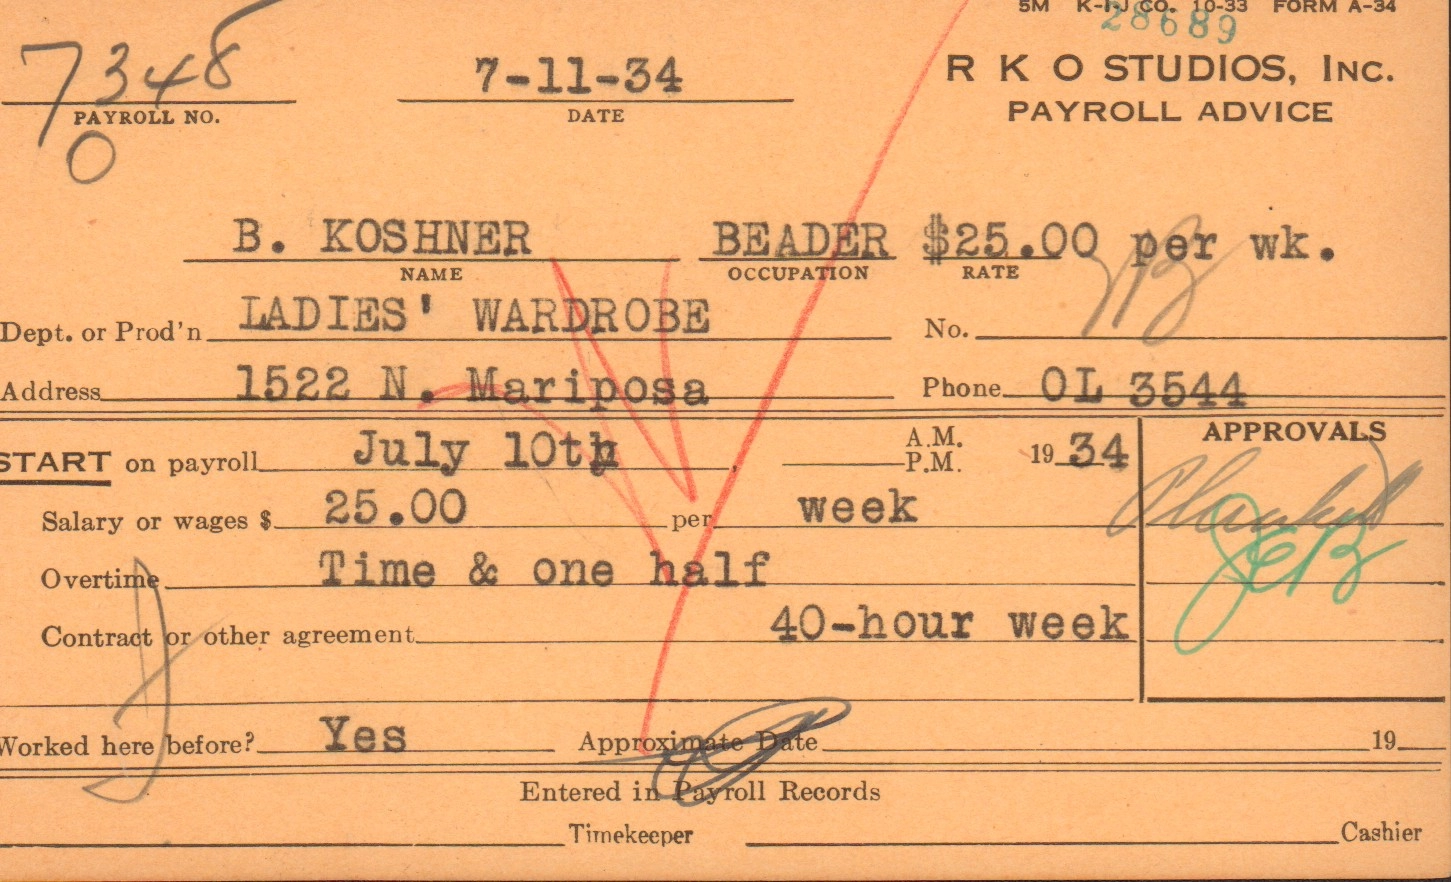 5M K-I CO. 10-33 FORM A-34
28689
7348
7-11-34
R K O STUDIOS, INC.
PAYROLL NO.
DATE
PAYROLL ADVICE
O
B. KOSHNER BEADER $25.00 per wk.
NAME OCCUPATION RATE
Dept. or Prod'n LADIES' WARDROBE No.
Address 1522 N. Mariposa Phone OL 3544
START on payroll July 10th, A.M. P.M. 1934 APPROVALS
Salary or wages $ 25.00 per week
Overtime Time & one half
Contract or other agreement 40-hour week
Worked here before? Yes Approximate Date 19
Entered in Payroll Records
Timekeeper Cashier